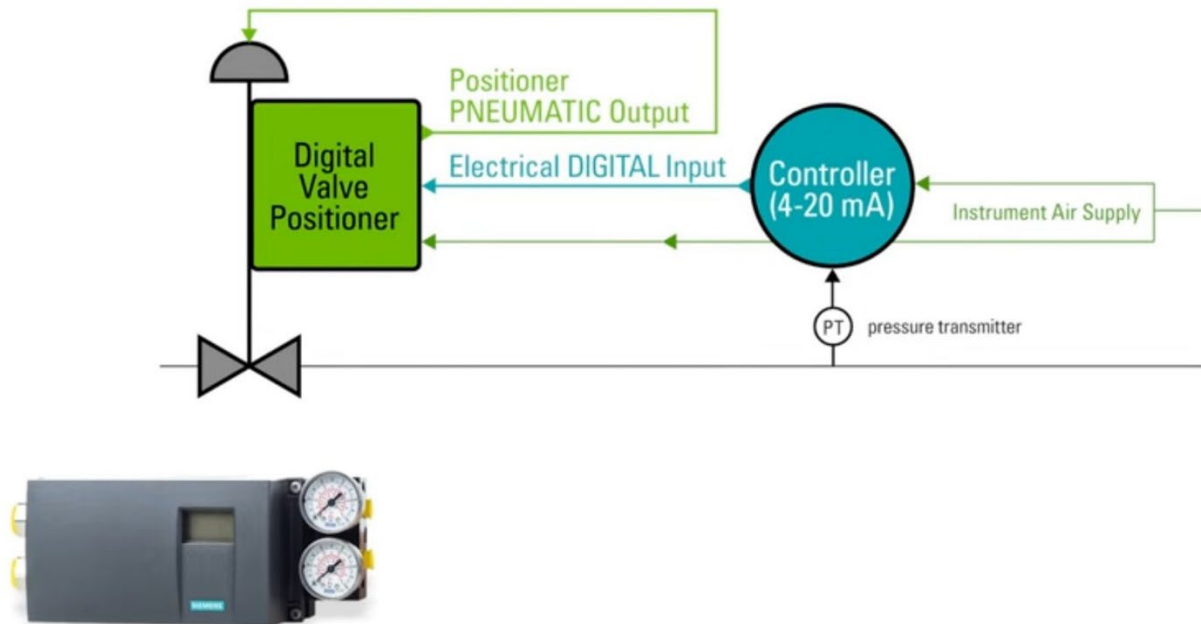 Positioner
PNEUMATIC Output
Digital
Valve
Positioner
Electrical DIGITAL Input
Controller
(4-20 mA)
Instrument Air Supply
PT
pressure transmitter
SIEMENS